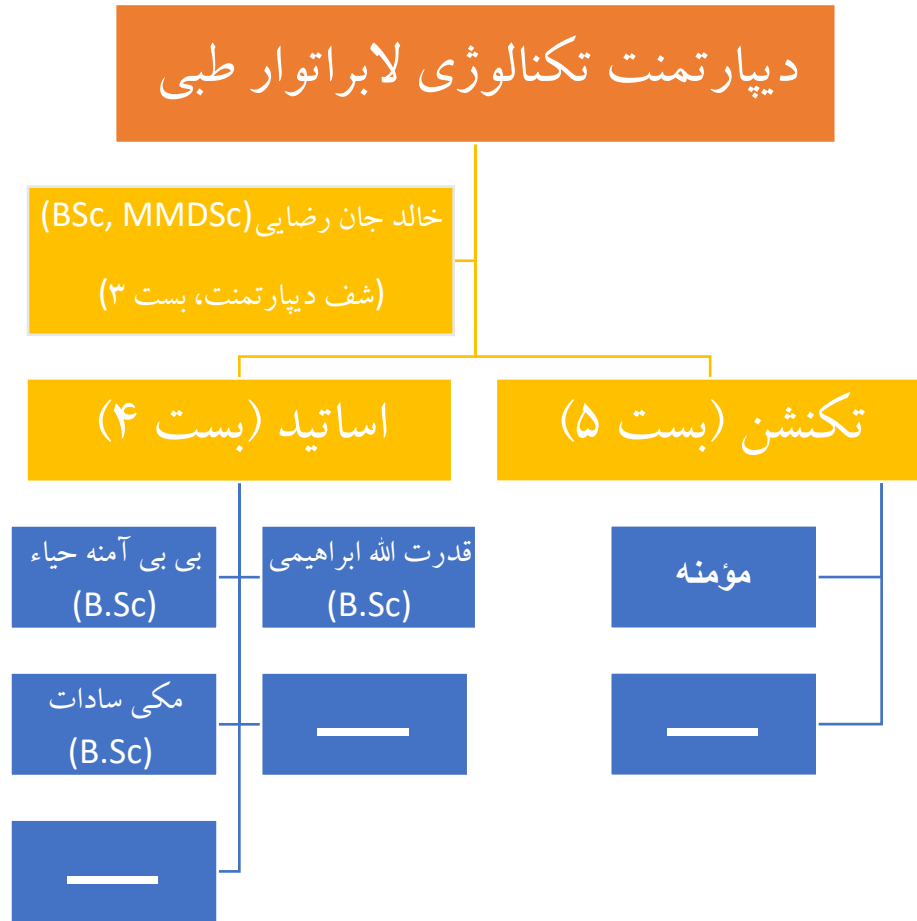 دیپارتمنت تکنالوژی لابراتوار طبی
خالد جان رضایی (BSc, MMDSc)
(شف دیپارتمنت، بست ۳)
تکنشن (بست ۵)
اساتید (بست ۴)
مؤمنه
قدرت الله ابراهیمی
(B.Sc)
بی بی آمنه حیاء
(B.Sc)
مکی سادات
(B.Sc)